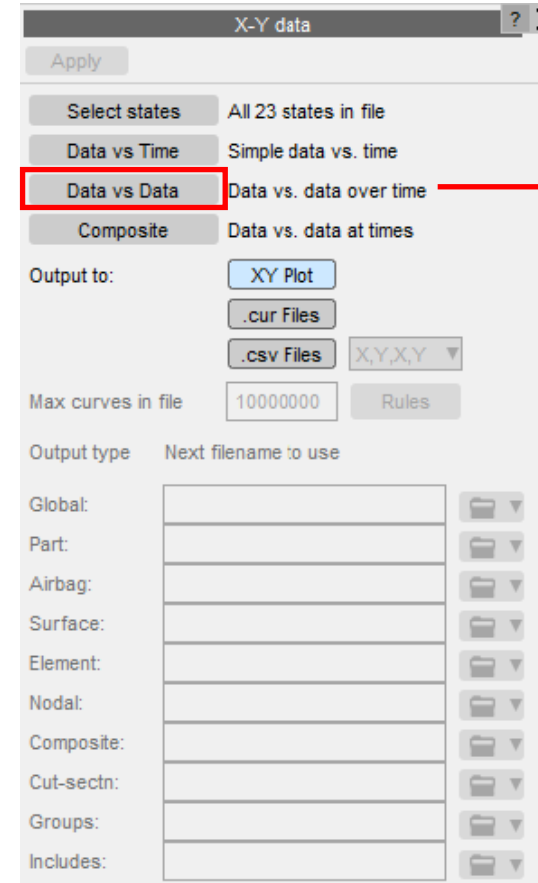 X-Y data ?
Apply
Select states All 23 states in file
Data vs Time Simple data vs. time
Data vs Data Data vs. data over time
Composite Data vs. data at times
Output to: XY Plot
.cur Files
.csv Files X,Y,X,Y
Max curves in file 10000000 Rules
Output type Next filename to use
Global:
Part:
Airbag:
Surface:
Element:
Nodal:
Composite:
Cut-sectn:
Groups:
Includes: